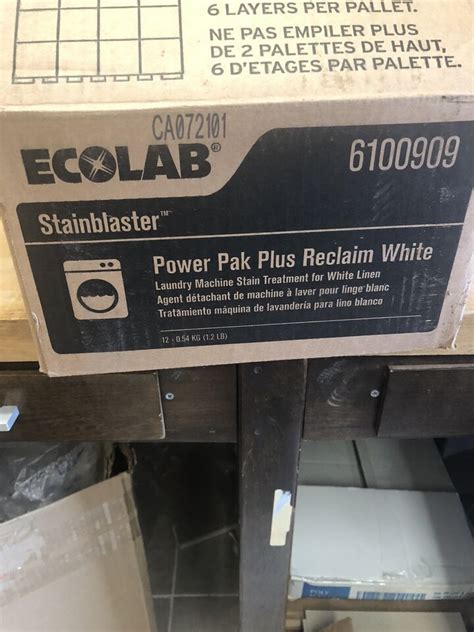 6 LAYERS PER PALLET.
NE PAS EMPILER PLUS
DE 2 PALETTES DE HAUT,
6 D'ETAGES PAR PALETTE.
CA072101
ECOLAB®
6100909
Stainblaster™
Power Pak Plus Reclaim White
Laundry Machine Stain Treatment for White Linen
Agent détachant de machine à laver pour linge blanc
Tratamiento máquina de lavandería para lino blanco
12 - 0.54 KG (1.2 LB)